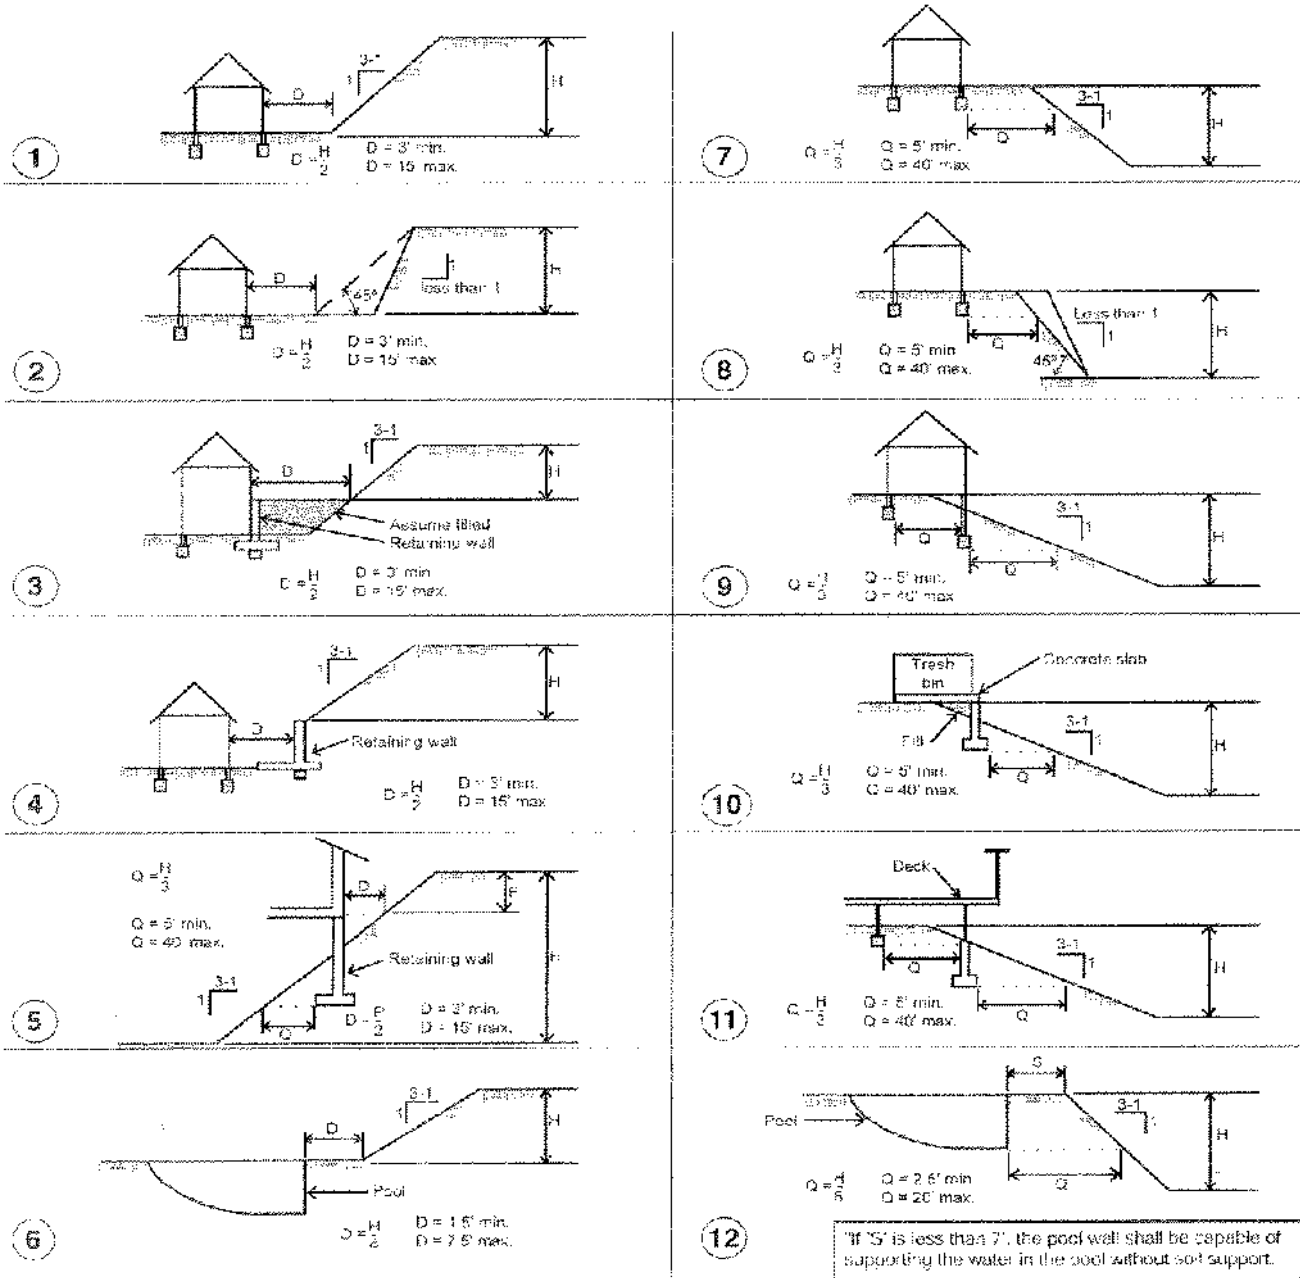 3-1
1
D
H
1
D = H/2
D = 3' min.
D = 15' max.
D
45°
1
less than 1
H
2
D = H/2
D = 3' min.
D = 15' max
3-1
1
D
H
Assume filled
Retaining wall
3
D = H/2
D = 3' min
D = 15' max.
3-1
1
D
H
Retaining wall
4
D = H/2
D = 3' min.
D = 15' max
Q = H/3
Q = 5' min.
Q = 40' max.
D
H
Retaining wall
3-1
1
5
Q
D = 3' min.
D = 15' max.
3-1
1
D
H
Pool
6
D = H/2
D = 1.5' min.
D = 7.5' max.
3-1
1
H
Q
7
Q = 5' min.
Q = 40' max.
Less than 1
1
H
Q
45°
8
Q = H/3
Q = 5' min
Q = 40' max.
3-1
1
H
Q
Q
9
Q = 5' min.
Q = 40' max
Trash
bin
Concrete slab
3-1
1
H
Fill
Q
10
Q = H/3
Q = 5' min.
Q = 40' max.
Deck
3-1
1
H
Q
Q
11
Q = H/3
Q = 5' min.
Q = 40' max.
S
Pool
3-1
1
H
Q
12
Q = 2.5' min
Q = 20' max.
"If 'S' is less than 7', the pool wall shall be capable of
supporting the water in the pool without soil support.